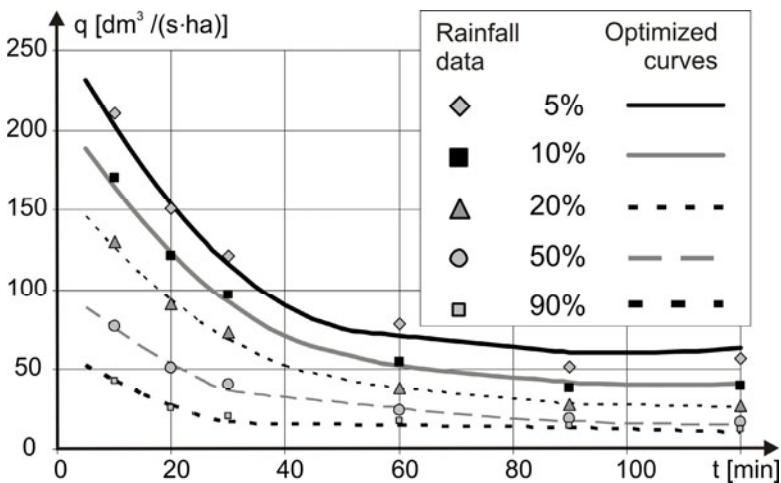 q [dm³ /(s·ha)]
250
200
150
100
50
0
0 20 40 60 80 100 t [min]
Rainfall data
Optimized curves
5%
10%
20%
50%
90%